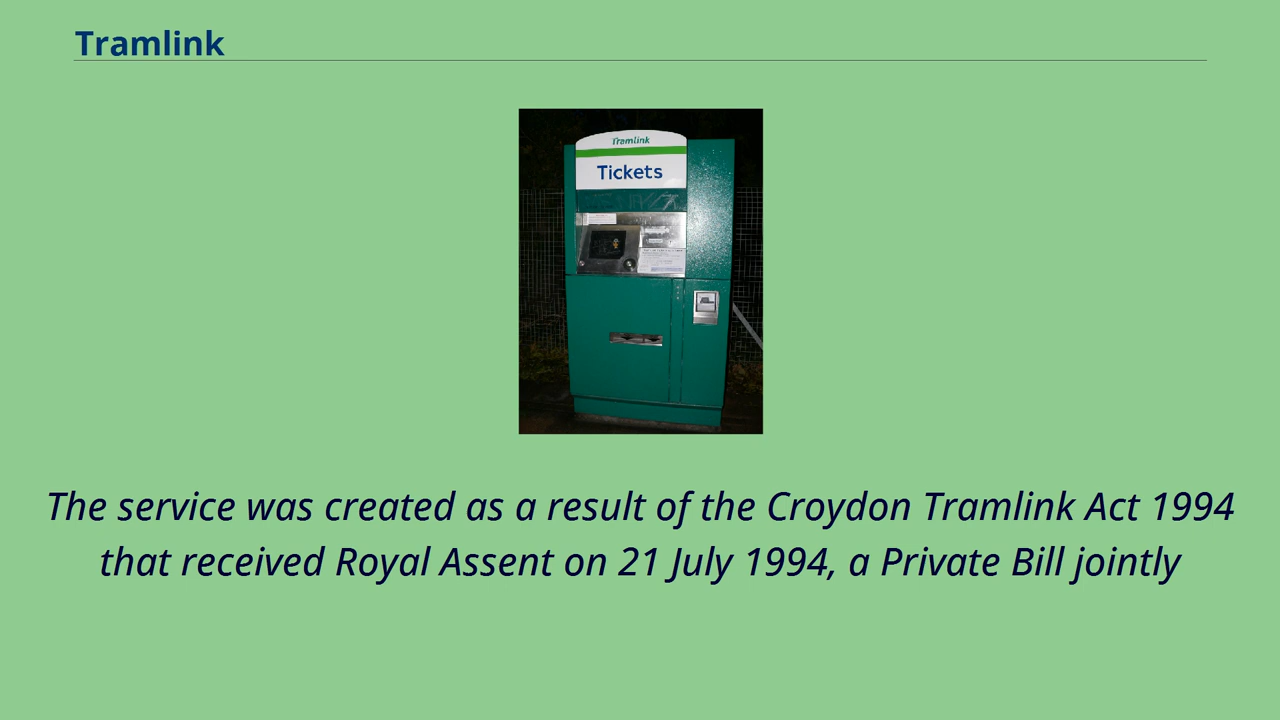 Tramlink
Tramlink
Tickets
The service was created as a result of the Croydon Tramlink Act 1994
that received Royal Assent on 21 July 1994, a Private Bill jointly